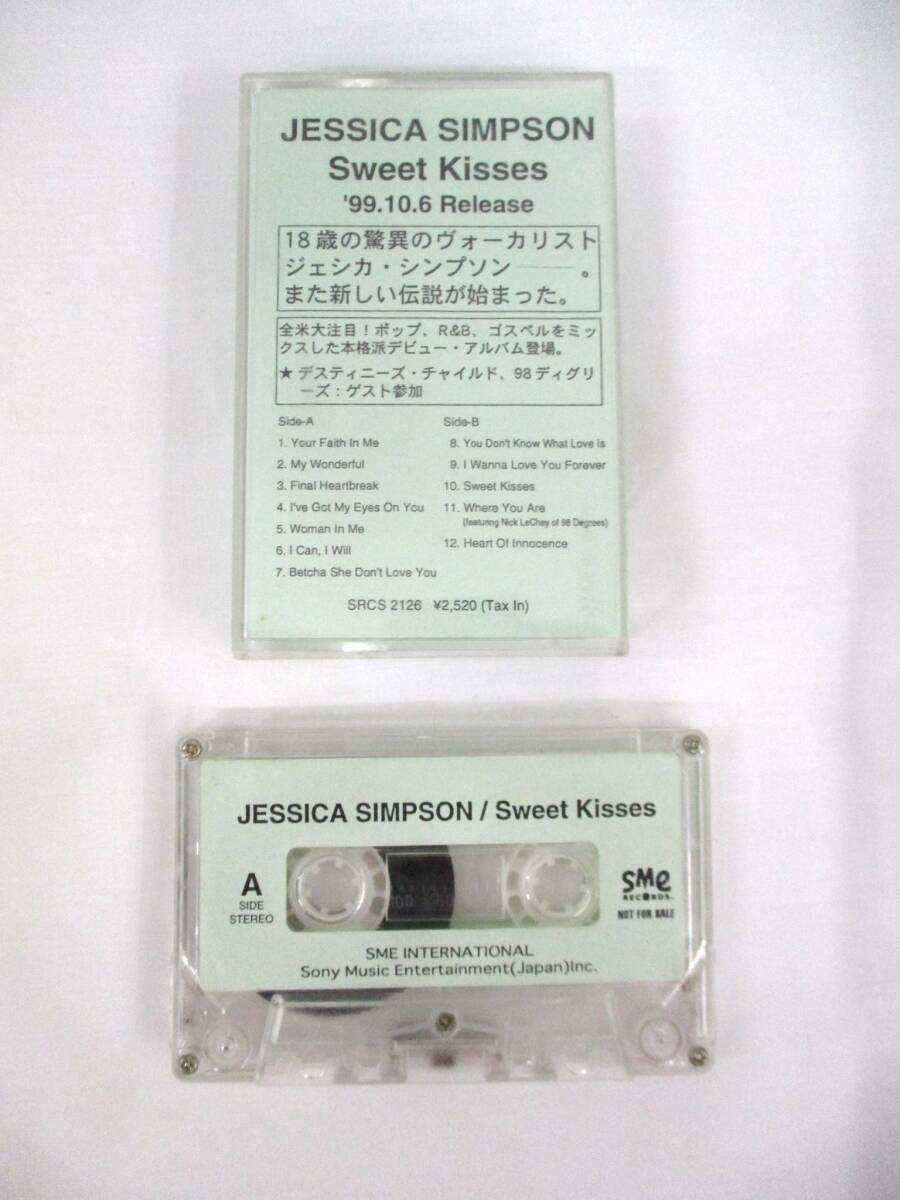 JESSICA SIMPSON
Sweet Kisses
'99.10.6 Release
18歳の驚異のヴォーカリスト
ジェシカ・シンプソン―――。
また新しい伝説が始まった。
全米大注目！ポップ、R&B、ゴスペルをミッ
クスした本格派デビュー・アルバム登場。
★ デスティニーズ・チャイルド、98ディグリ
ーズ：ゲスト参加
Side-A
1. Your Faith In Me
2. My Wonderful
3. Final Heartbreak
4. I've Got My Eyes On You
5. Woman In Me
6. I Can, I Will
7. Betcha She Don't Love You
Side-B
8. You Don't Know What Love Is
9. I Wanna Love You Forever
10. Sweet Kisses
11. Where You Are
(featuring Nick LeChay of 98 Degrees)
12. Heart Of Innocence
SRCS 2126 ¥2,520 (Tax In)
JESSICA SIMPSON / Sweet Kisses
A
SIDE
STEREO
100
SME
RECORDS
NOT FOR SALE
SME INTERNATIONAL
Sony Music Entertainment(Japan)Inc.